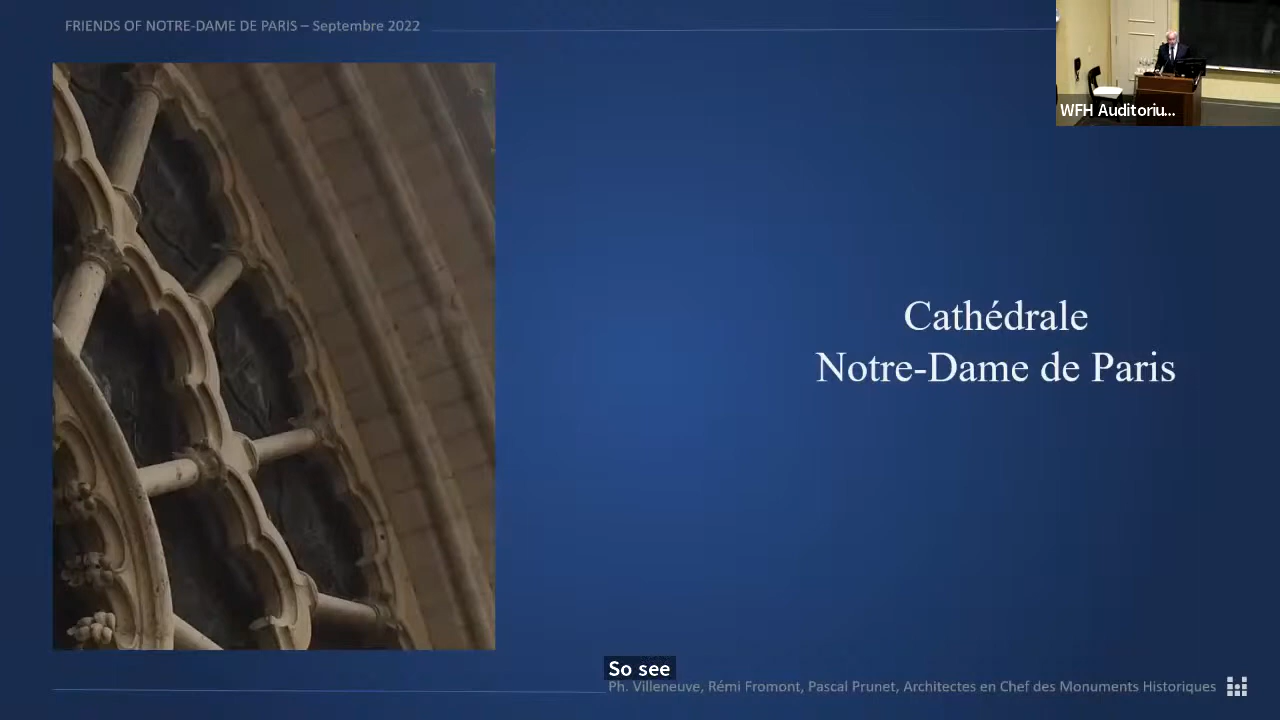 FRIENDS OF NOTRE-DAME DE PARIS – Septembre 2022
WFH Auditoriu...
Cathédrale
Notre-Dame de Paris
So see
Ph. Villeneuve, Rémi Fromont, Pascal Prunet, Architectes en Chef des Monuments Historiques